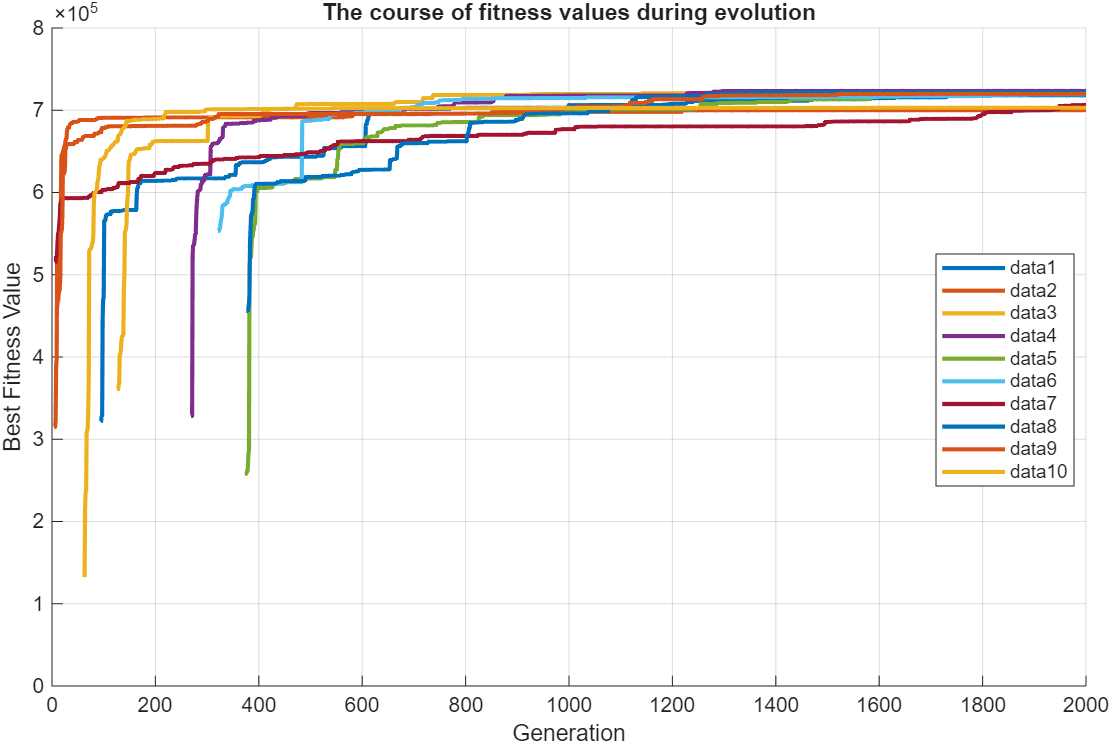 The course of fitness values during evolution
×10⁵
8
7
6
5
4
3
2
1
0
Best Fitness Value
data1
data2
data3
data4
data5
data6
data7
data8
data9
data10
0 200 400 600 800 1000 1200 1400 1600 1800 2000
Generation